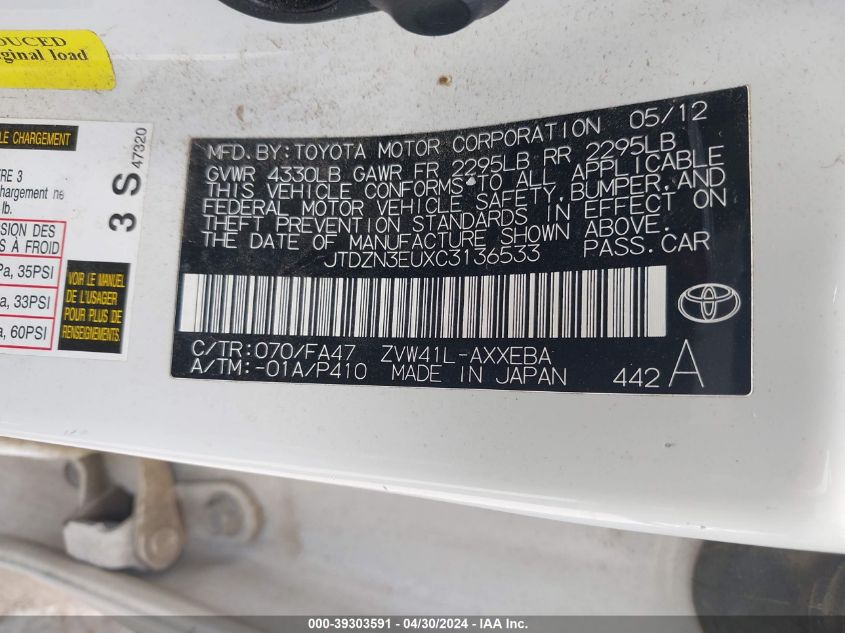 UCED
ginal load
LE CHARGEMENT
RE 3
chargement ne
lb.
SION DES
S À FROID
Pa, 35PSI
a, 33PSI
a, 60PSI
3 S 47320
VOIR LE MANUEL
DE L'USAGER
POUR PLUS DE
RENSEIGNEMENTS
MFD.BY:TOYOTA MOTOR CORPORATION 05/12
GVWR 4330LB GAWR FR 2295LB RR 2295LB
THIS VEHICLE CONFORMS TO ALL APPLICABLE
FEDERAL MOTOR VEHICLE SAFETY,BUMPER,AND
THEFT PREVENTION STANDARDS IN EFFECT ON
THE DATE OF MANUFACTURE SHOWN ABOVE.
JTDZN3EUXC3136533 PASS.CAR
C/TR:070/FA47 ZVW41L-AXXEBA
A/TM:-01A/P410 MADE IN JAPAN 442 A
000-39303591 / 04/30/2024 - IAA Inc.